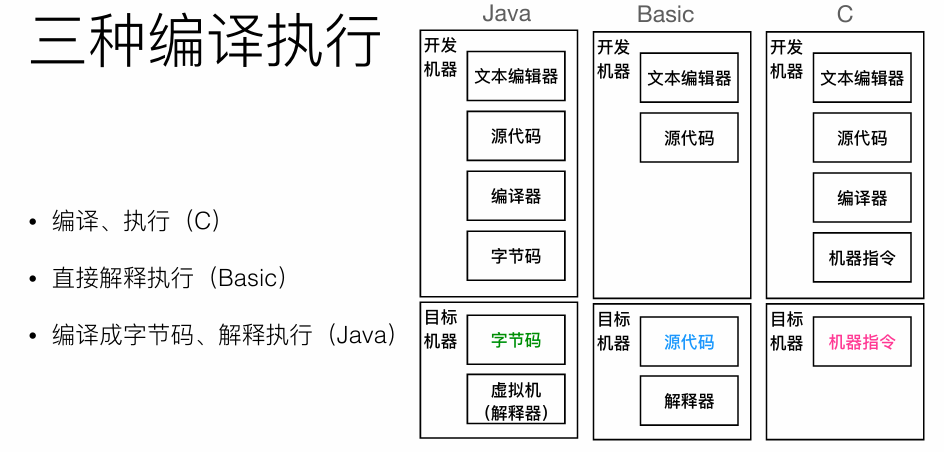 三种编译执行
• 编译、执行（C）
• 直接解释执行（Basic）
• 编译成字节码、解释执行（Java）
Java
开发
机器
文本编辑器
源代码
编译器
字节码
目标
机器
字节码
虚拟机
（解释器）
Basic
开发
机器
文本编辑器
源代码
目标
机器
源代码
解释器
C
开发
机器
文本编辑器
源代码
编译器
机器指令
目标
机器
机器指令